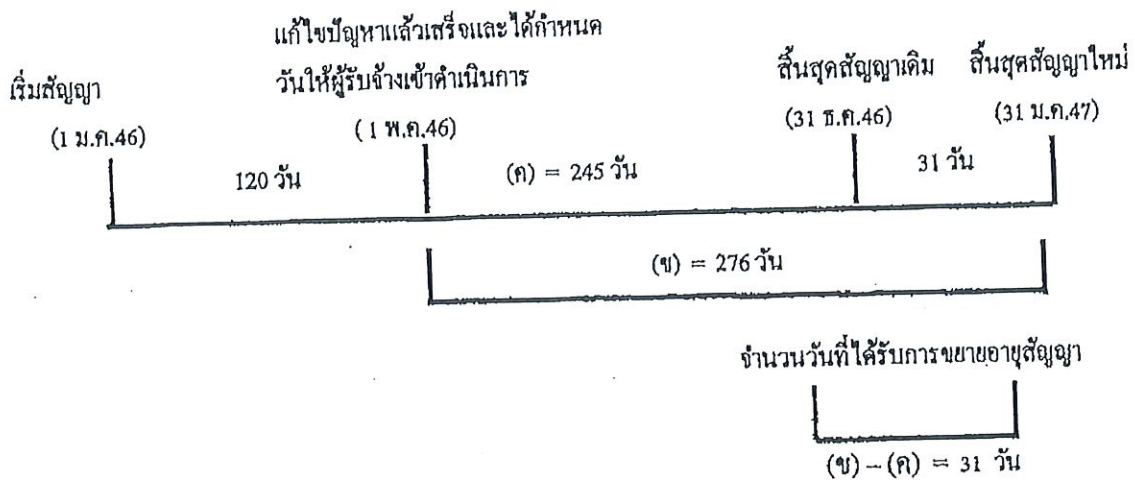 แก้ไขปัญหาแล้วเสร็จและได้กำหนด
วันให้ผู้รับจ้างเข้าดำเนินการ
เริ่มสัญญา
สิ้นสุดสัญญาเดิม
สิ้นสุดสัญญาใหม่
(1 ม.ค.46)
( 1 พ.ค.46)
(31 ธ.ค.46)
(31 ม.ค.47)
120 วัน
(ค) = 245 วัน
31 วัน
(ข) = 276 วัน
จำนวนวันที่ได้รับการขยายอายุสัญญา
(ข) – (ค) = 31 วัน